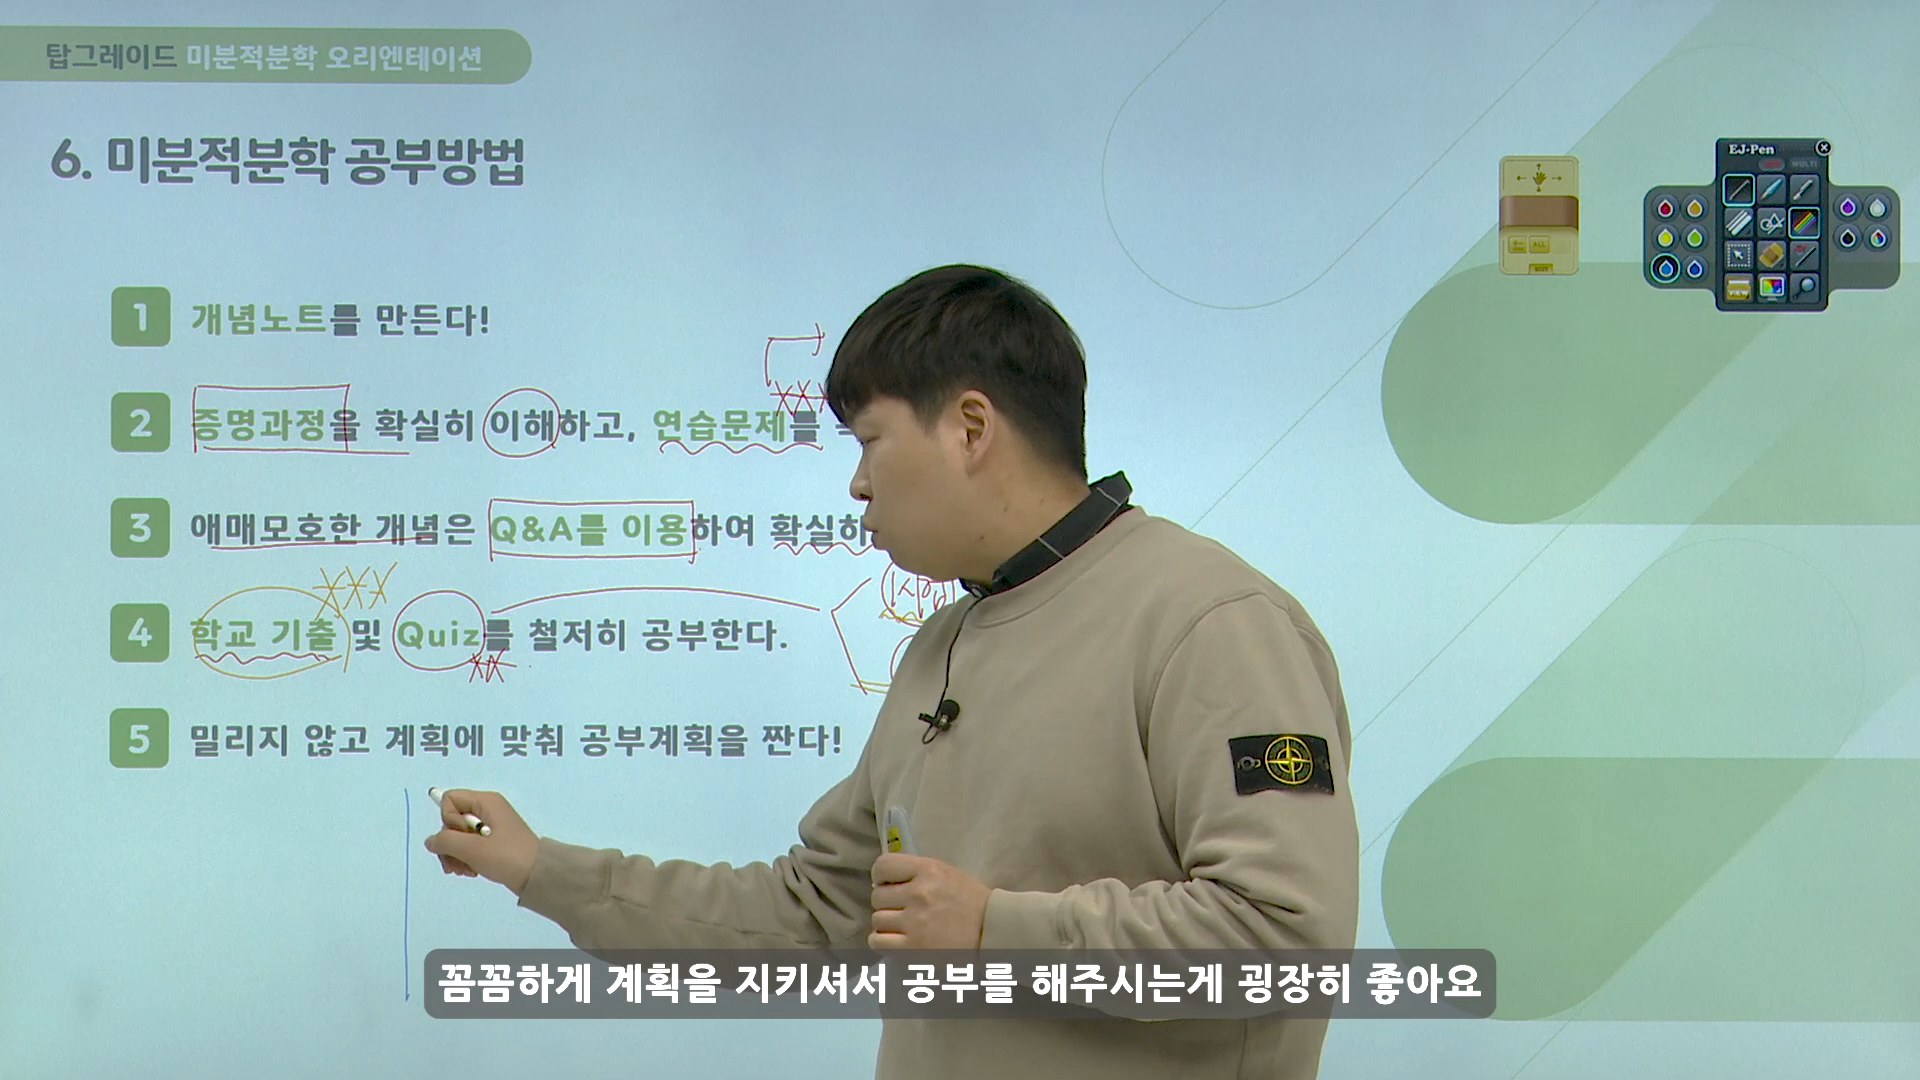 탑그레이드 미분적분학 오리엔테이션
6. 미분적분학 공부방법
EJ-Pen
MULTI
ALL
1 개념노트를 만든다!
2 증명과정을 확실히 이해하고, 연습문제를
3 애매모호한 개념은 Q&A를 이용하여 확실하
4 학교 기출 및 Quiz를 철저히 공부한다.
5 밀리지 않고 계획에 맞춰 공부계획을 짠다!
VIEW
꼼꼼하게 계획을 지키셔서 공부를 해주시는게 굉장히 좋아요